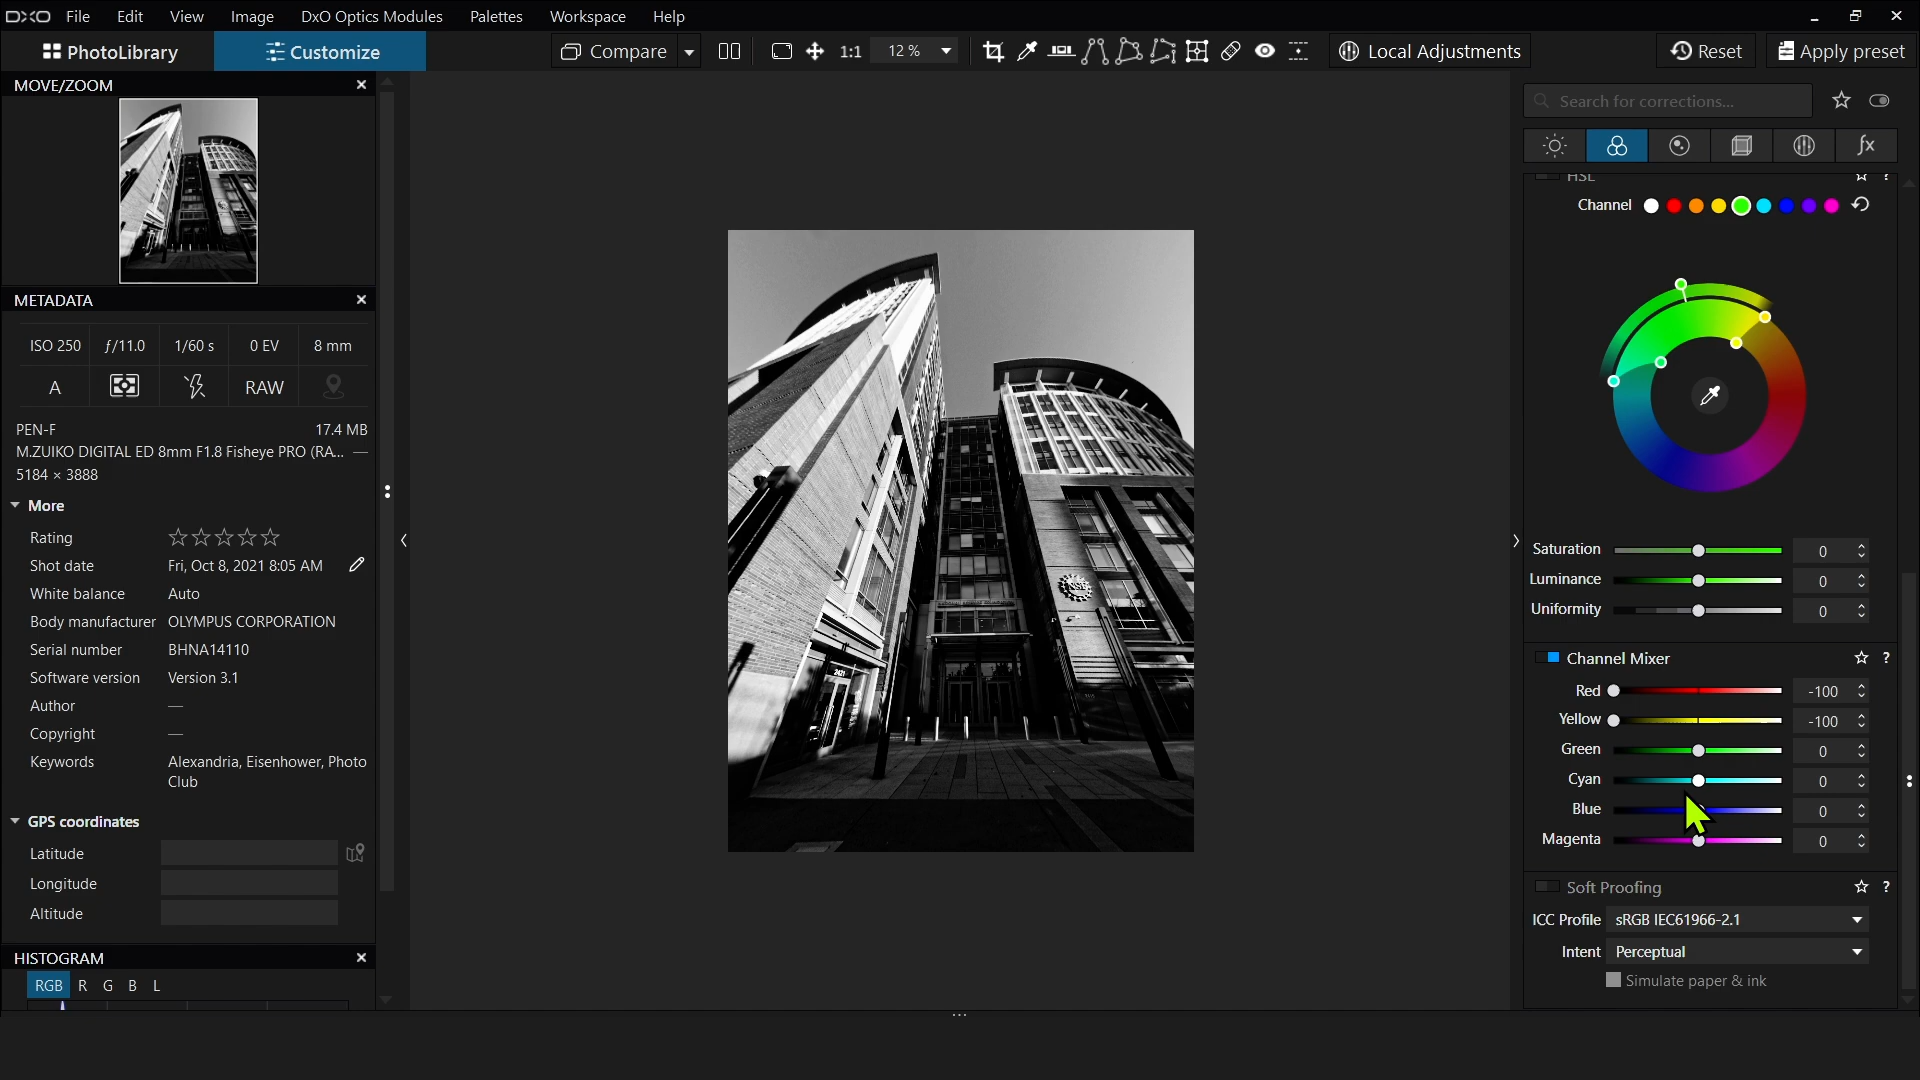 DXO File Edit View Image DxO Optics Modules Palettes Workspace Help
PhotoLibrary Customize Compare 1:1 12 % Local Adjustments Reset Apply preset
MOVE/ZOOM
METADATA
ISO 250 ƒ/11.0 1/60 s 0 EV 8 mm
A RAW
PEN-F 17.4 MB
M.ZUIKO DIGITAL ED 8mm F1.8 Fisheye PRO (RA... —
5184 × 3888
More
Rating
Shot date Fri, Oct 8, 2021 8:05 AM
White balance Auto
Body manufacturer OLYMPUS CORPORATION
Serial number BHNA14110
Software version Version 3.1
Author —
Copyright —
Keywords Alexandria, Eisenhower, Photo
Club
GPS coordinates
Latitude
Longitude
Altitude
HISTOGRAM
RGB R G B L
2421
Search for corrections...
fx
HSL ?
Channel
Saturation 0
Luminance 0
Uniformity 0
Channel Mixer ?
Red -100
Yellow -100
Green 0
Cyan 0
Blue 0
Magenta 0
Soft Proofing ?
ICC Profile sRGB IEC61966-2.1
Intent Perceptual
Simulate paper & ink